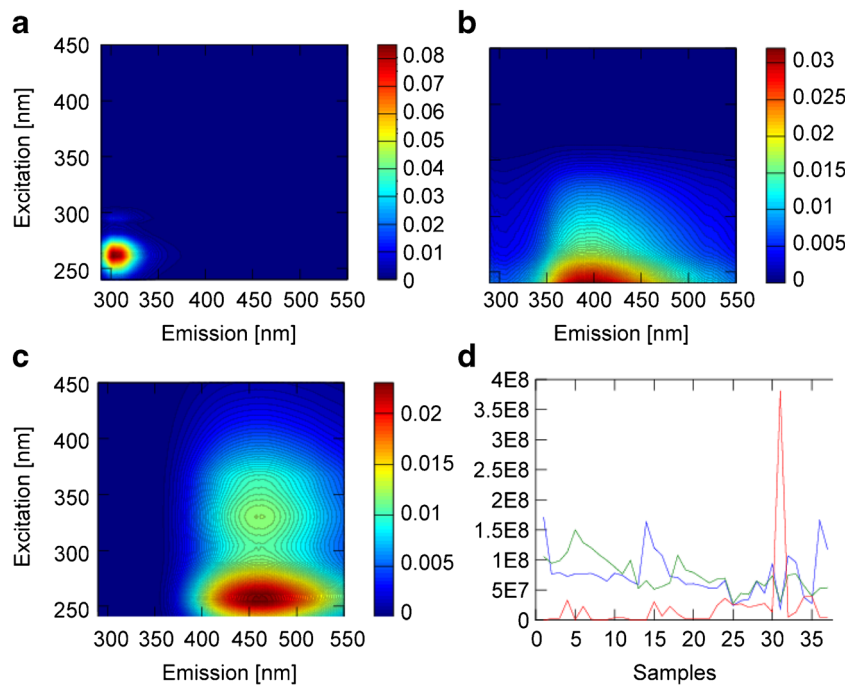 a
450
400
350
300
250
300 350 400 450 500 550
Excitation [nm]
Emission [nm]
0.08
0.07
0.06
0.05
0.04
0.03
0.02
0.01
0
b
300 350 400 450 500 550
Emission [nm]
0.03
0.025
0.02
0.015
0.01
0.005
0
c
450
400
350
300
250
300 350 400 450 500 550
Excitation [nm]
Emission [nm]
0.02
0.015
0.01
0.005
0
d
4E8
3.5E8
3E8
2.5E8
2E8
1.5E8
1E8
5E7
0
0 5 10 15 20 25 30 35
Samples